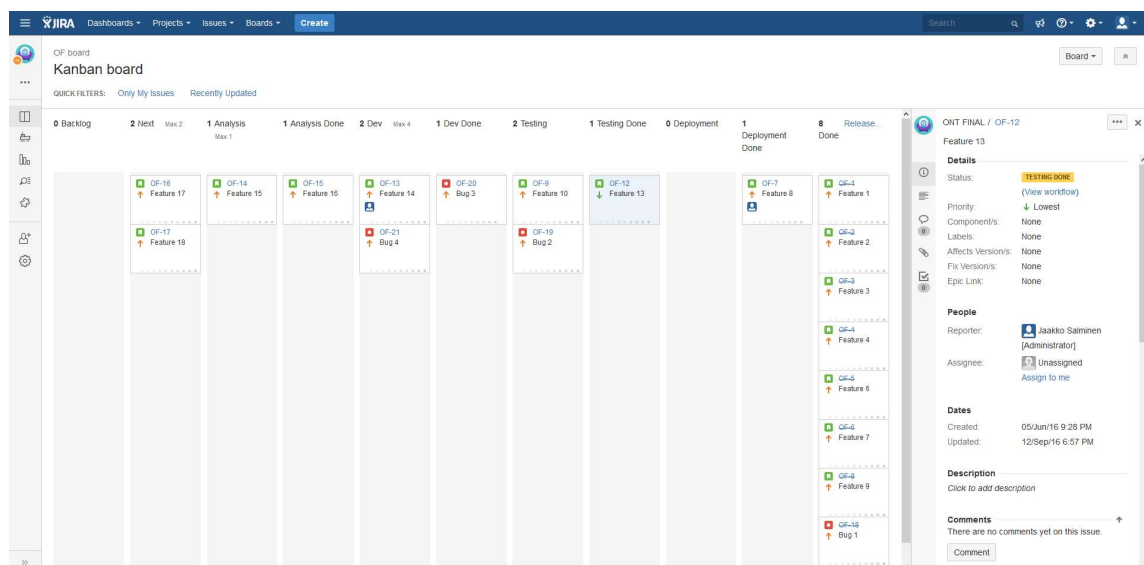 JIRA Dashboards Projects Issues Boards Create Search
OF board
Kanban board
Board
QUICK FILTERS: Only My Issues Recently Updated
0 Backlog
2 Next Max 2
1 Analysis
Max 1
1 Analysis Done
2 Dev Max 4
1 Dev Done
2 Testing
1 Testing Done
0 Deployment
1
Deployment
Done
8 Release...
Done
OF-16
Feature 17
OF-17
Feature 18
OF-14
Feature 15
OF-15
Feature 16
OF-13
Feature 14
OF-21
Bug 4
OF-20
Bug 3
OF-9
Feature 10
OF-19
Bug 2
OF-12
Feature 13
OF-7
Feature 8
OF-1
Feature 1
OF-2
Feature 2
OF-3
Feature 3
OF-4
Feature 4
OF-5
Feature 6
OF-6
Feature 7
OF-8
Feature 9
OF-18
Bug 1
ONT FINAL / OF-12
Feature 13
Details
Status: TESTING DONE
(View workflow)
Priority: Lowest
Component/s: None
Labels: None
Affects Version/s: None
Fix Version/s: None
Epic Link: None
People
Reporter: Jaakko Salminen
[Administrator]
Assignee: Unassigned
Assign to me
Dates
Created: 05/Jun/16 9:28 PM
Updated: 12/Sep/16 6:57 PM
Description
Click to add description
Comments
There are no comments yet on this issue.
Comment
0
0